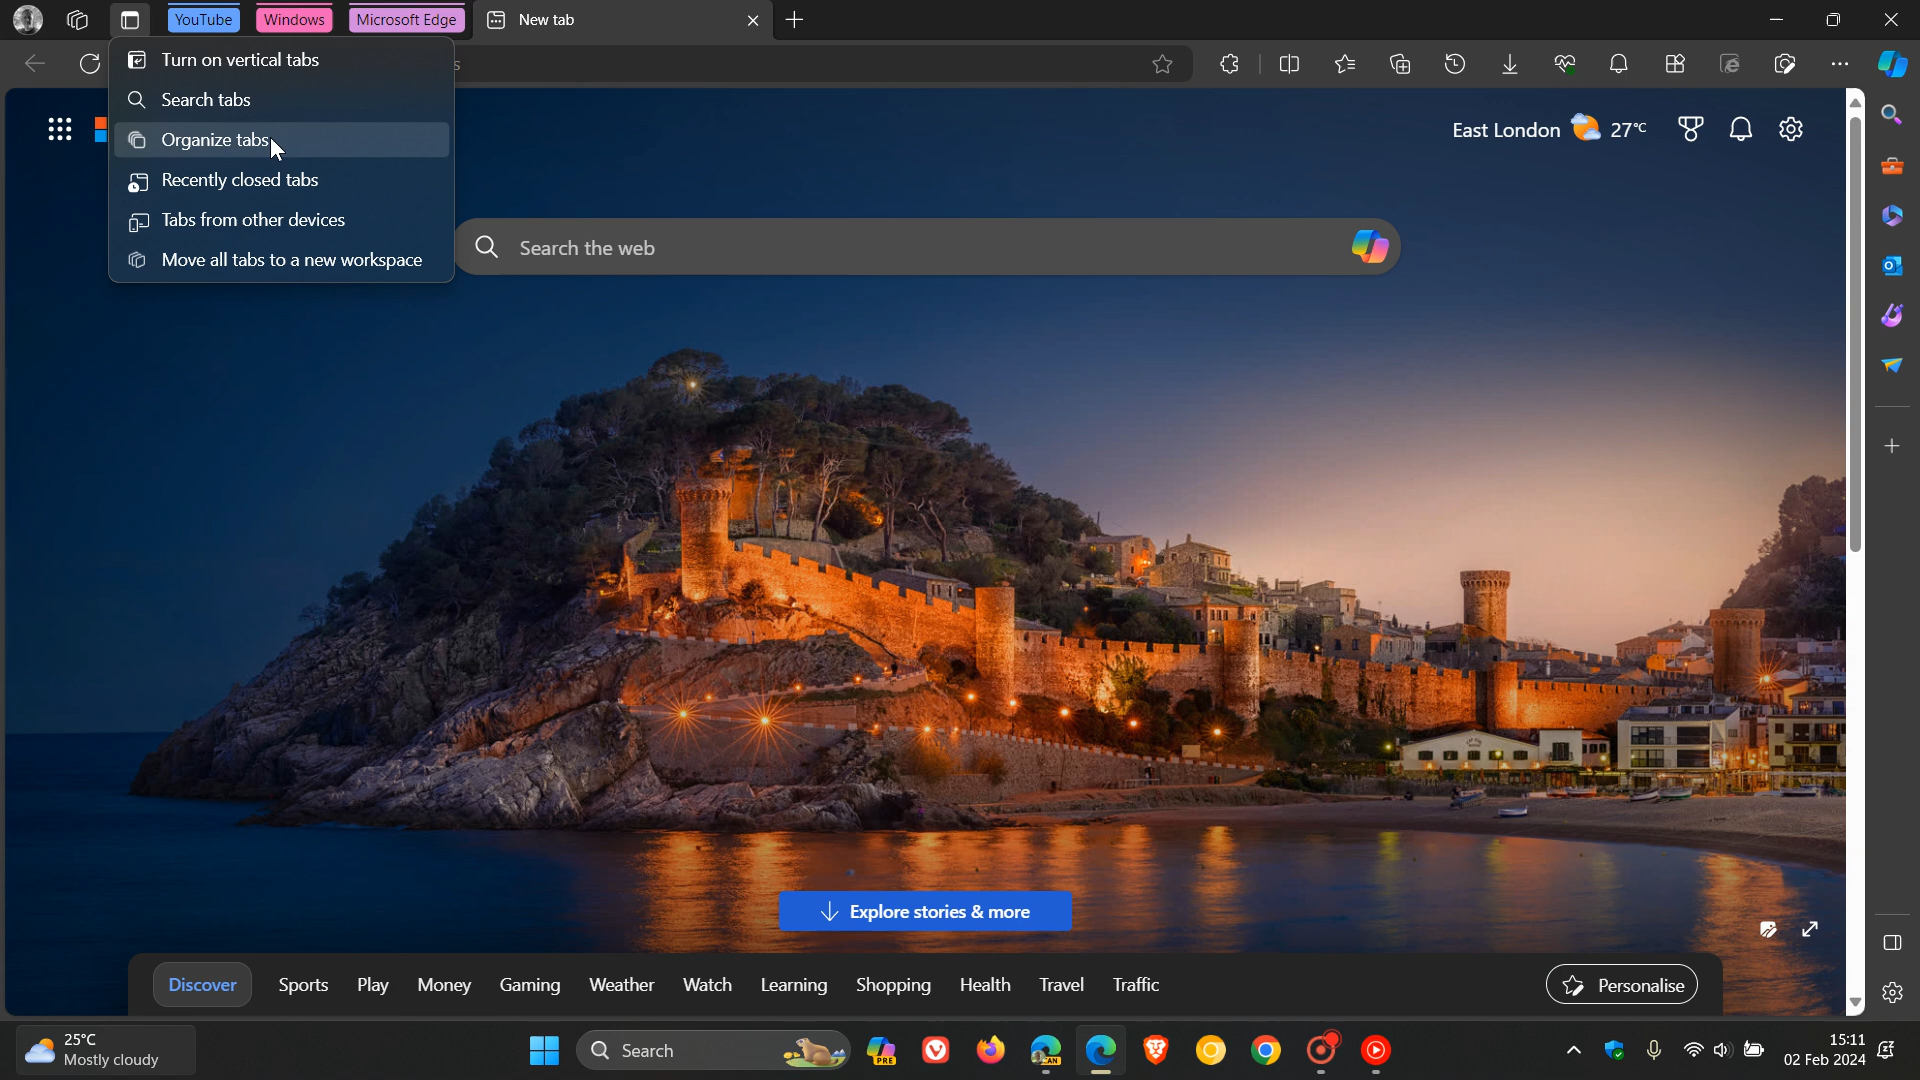 YouTube Windows Microsoft Edge New tab
Turn on vertical tabs
s
Search tabs
Organize tabs
East London 27°C
Recently closed tabs
Tabs from other devices
Search the web
Move all tabs to a new workspace
Explore stories & more
Discover Sports Play Money Gaming Weather Watch Learning Shopping Health Travel Traffic Personalise
25°C
Mostly cloudy
Search
PRE
CAN
15:11
02 Feb 2024